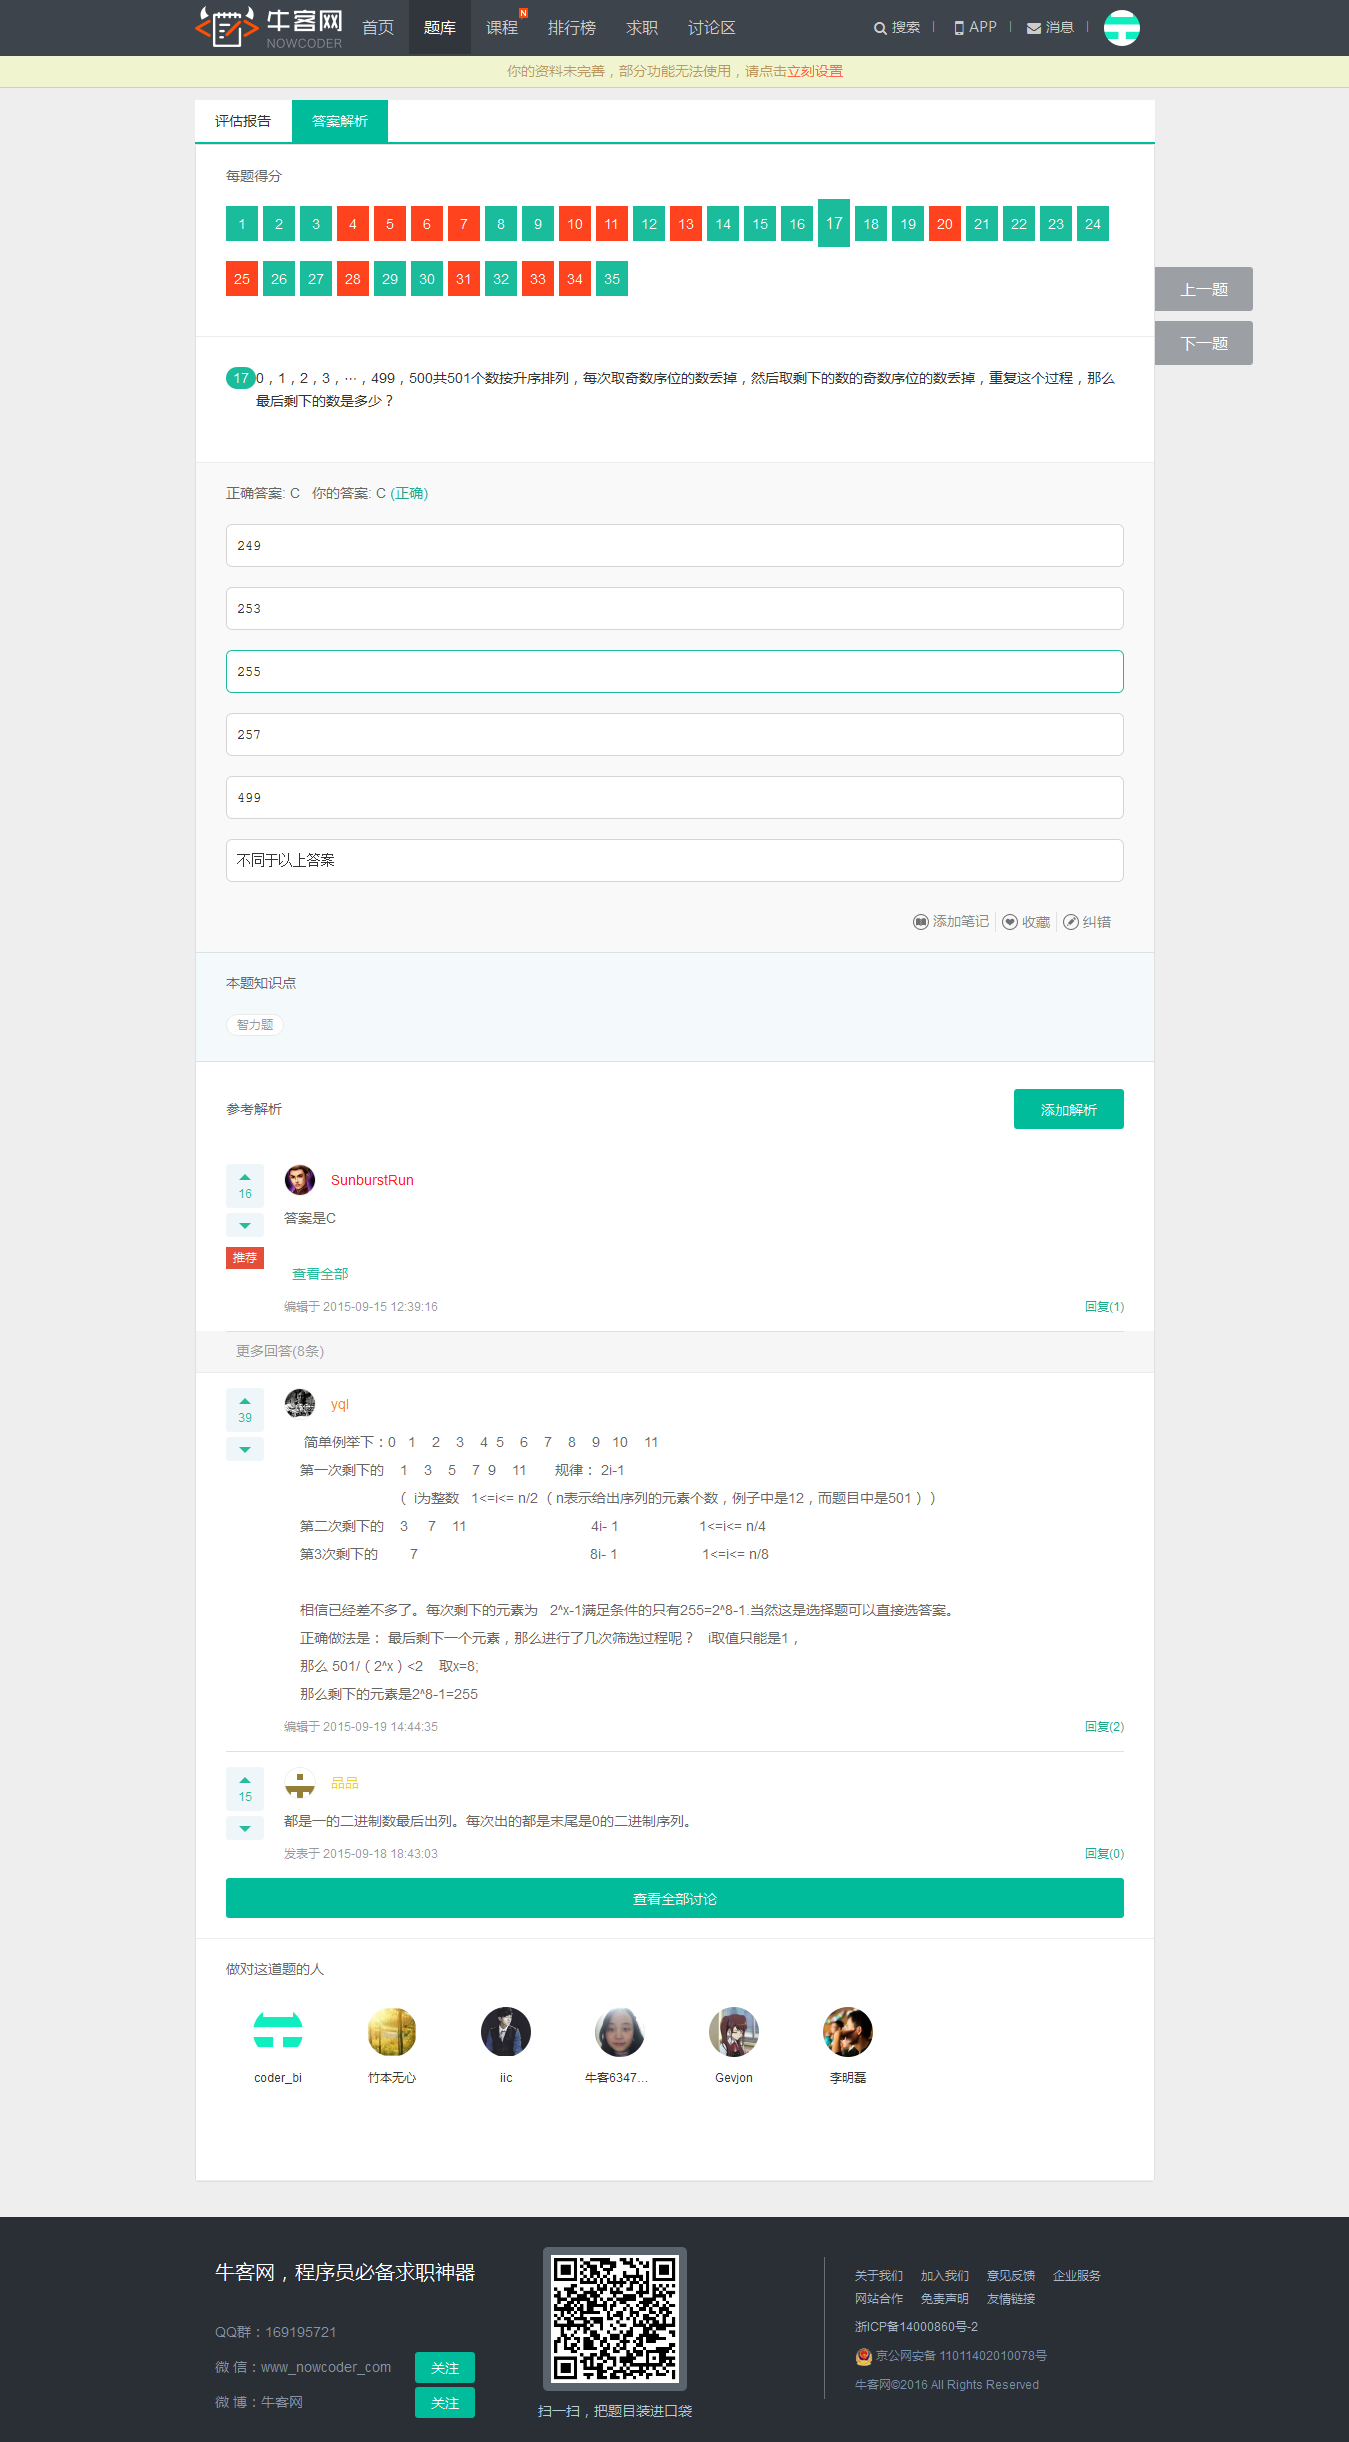 牛客网
NOWCODER
首页 题库 课程 N 排行榜 求职 讨论区 搜索 APP 消息
你的资料未完善，部分功能无法使用，请点击立刻设置
评估报告 答案解析
每题得分
1 2 3 4 5 6 7 8 9 10 11 12 13 14 15 16 17 18 19 20 21 22 23 24
25 26 27 28 29 30 31 32 33 34 35
上一题
下一题
17 0，1，2，3，…，499，500共501个数按升序排列，每次取奇数序位的数丢掉，然后取剩下的数的奇数序位的数丢掉，重复这个过程，那么
最后剩下的数是多少？
正确答案: C 你的答案: C (正确)
249
253
255
257
499
不同于以上答案
添加笔记 收藏 纠错
本题知识点
智力题
参考解析 添加解析
16 SunburstRun
答案是C
推荐
查看全部
编辑于 2015-09-15 12:39:16 回复(1)
更多回答(8条)
39 yql
简单例举下：0 1 2 3 4 5 6 7 8 9 10 11
第一次剩下的 1 3 5 7 9 11 规律： 2i-1
（ i为整数 1<=i<= n/2 （n表示给出序列的元素个数，例子中是12，而题目中是501））
第二次剩下的 3 7 11 4i- 1 1<=i<= n/4
第3次剩下的 7 8i- 1 1<=i<= n/8
相信已经差不多了。每次剩下的元素为 2^x-1满足条件的只有255=2^8-1.当然这是选择题可以直接选答案。
正确做法是： 最后剩下一个元素，那么进行了几次筛选过程呢？ i取值只能是1，
那么 501/（2^x）<2 取x=8;
那么剩下的元素是2^8-1=255
编辑于 2015-09-19 14:44:35 回复(2)
15 品品
都是一的二进制数最后出列。每次出的都是末尾是0的二进制序列。
发表于 2015-09-18 18:43:03 回复(0)
查看全部讨论
做对这道题的人
coder_bi 竹本无心 iic 牛客6347... Gevjon 李明磊
牛客网，程序员必备求职神器
QQ群：169195721
微 信：www_nowcoder_com 关注
微 博：牛客网 关注
扫一扫，把题目装进口袋
关于我们 加入我们 意见反馈 企业服务
网站合作 免责声明 友情链接
浙ICP备14000860号-2
京公网安备 11011402010078号
牛客网©2016 All Rights Reserved